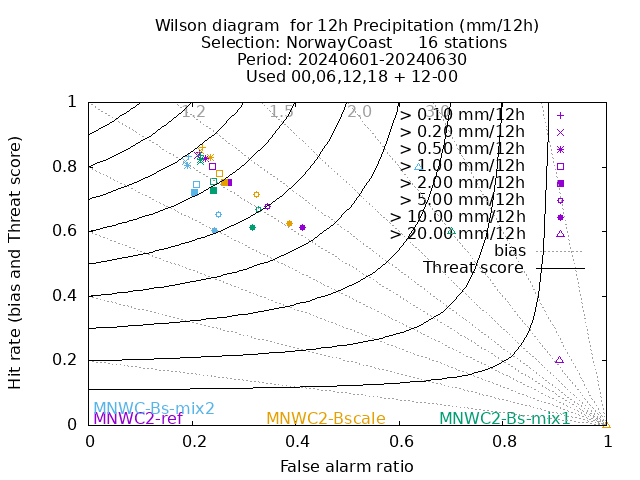 Wilson diagram  for 12h Precipitation (mm/12h)
Selection: NorwayCoast     16 stations
Period: 20240601-20240630
Used 00,06,12,18 + 12-00
Hit rate (bias and Threat score)
1
0.8
0.6
0.4
0.2
0
1.2
1.5
2.0
3.0
> 0.10 mm/12h
> 0.20 mm/12h
> 0.50 mm/12h
> 1.00 mm/12h
> 2.00 mm/12h
> 5.00 mm/12h
> 10.00 mm/12h
> 20.00 mm/12h
bias
Threat score
MNWC-Bs-mix2
MNWC2-ref
MNWC2-Bscale
MNWC2-Bs-mix1
0
0.2
0.4
0.6
0.8
1
False alarm ratio